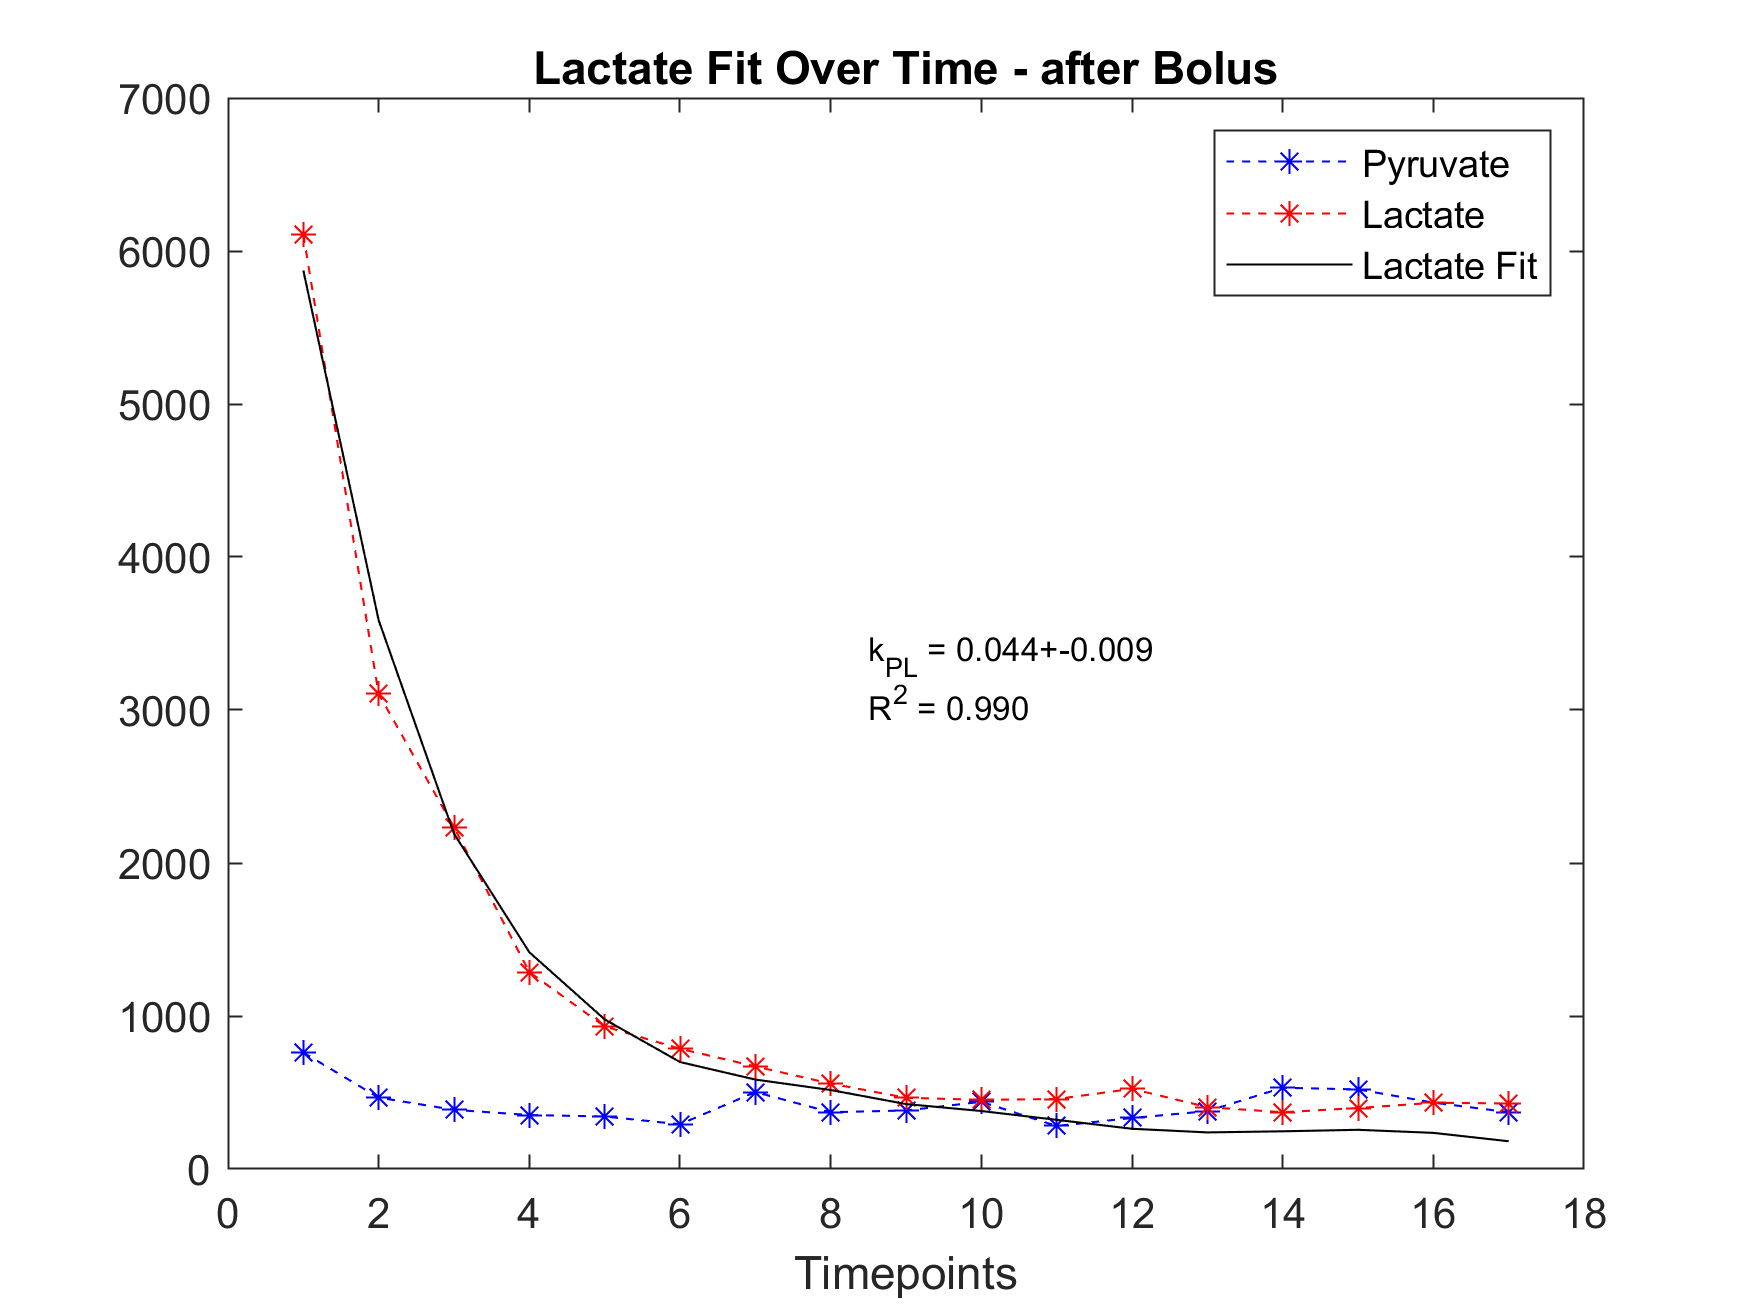 Lactate Fit Over Time - after Bolus
7000
6000
5000
4000
3000
2000
1000
0
Pyruvate
Lactate
Lactate Fit
kPL = 0.044+-0.009
R2 = 0.990
0 2 4 6 8 10 12 14 16 18
Timepoints